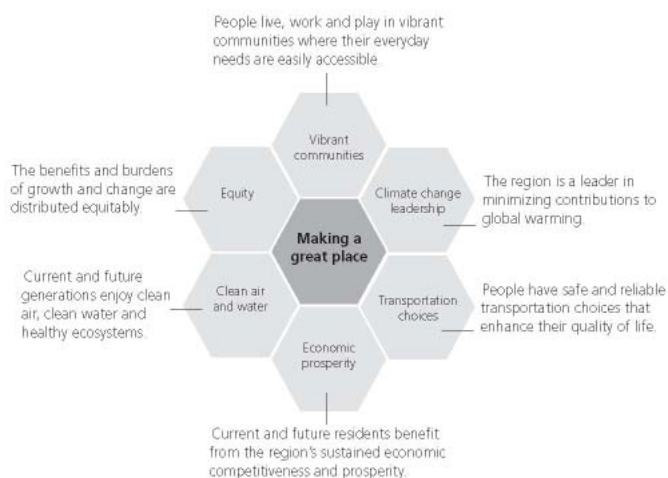 People live, work and play in vibrant
communities where their everyday
needs are easily accessible.
Vibrant
communities
The benefits and burdens
of growth and change are
distributed equitably.
Equity
Climate change
leadership
The region is a leader in
minimizing contributions to
global warming.
Making a
great place
Current and future
generations enjoy clean
air, clean water and
healthy ecosystems.
Clean air
and water
Transportation
choices
People have safe and reliable
transportation choices that
enhance their quality of life.
Economic
prosperity
Current and future residents benefit
from the region's sustained economic
competitiveness and prosperity.